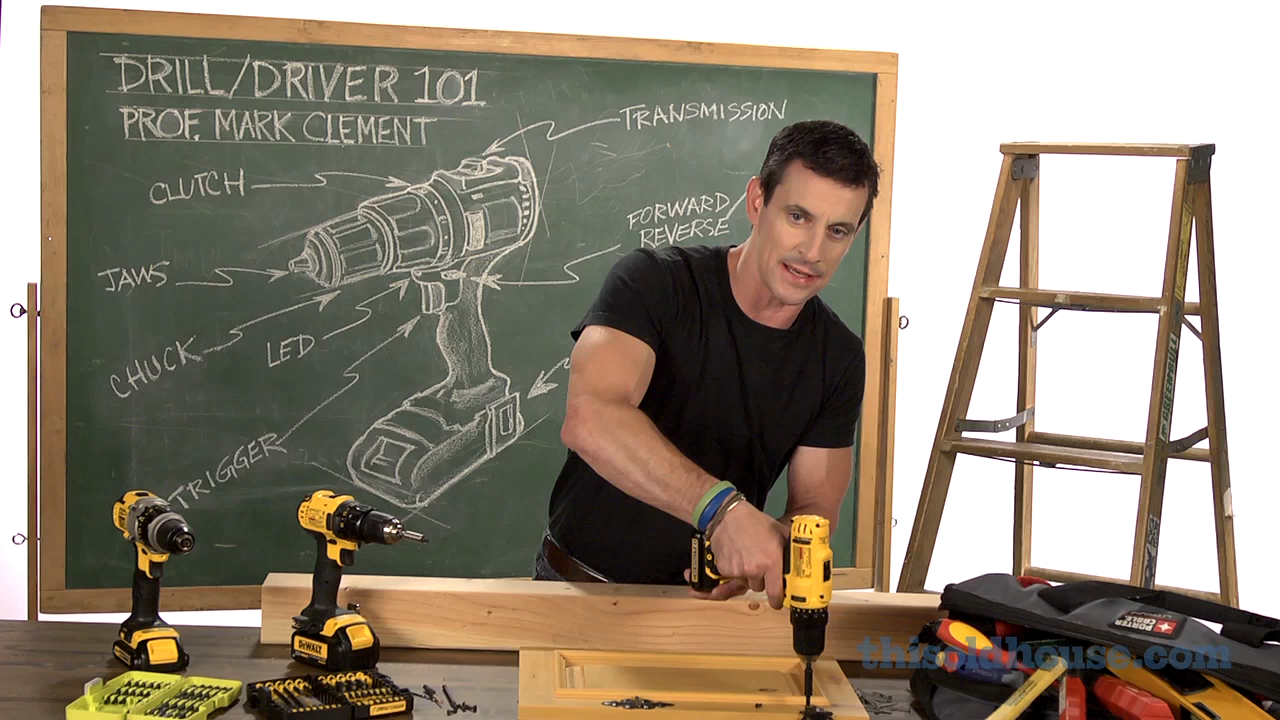 DRILL/DRIVER 101
PROF. MARK CLEMENT
TRANSMISSION
CLUTCH
FORWARD
REVERSE
JAWS
CHUCK
LED
TRIGGER
DEWALT
PORTER
CABLE
thisoldhouse.com